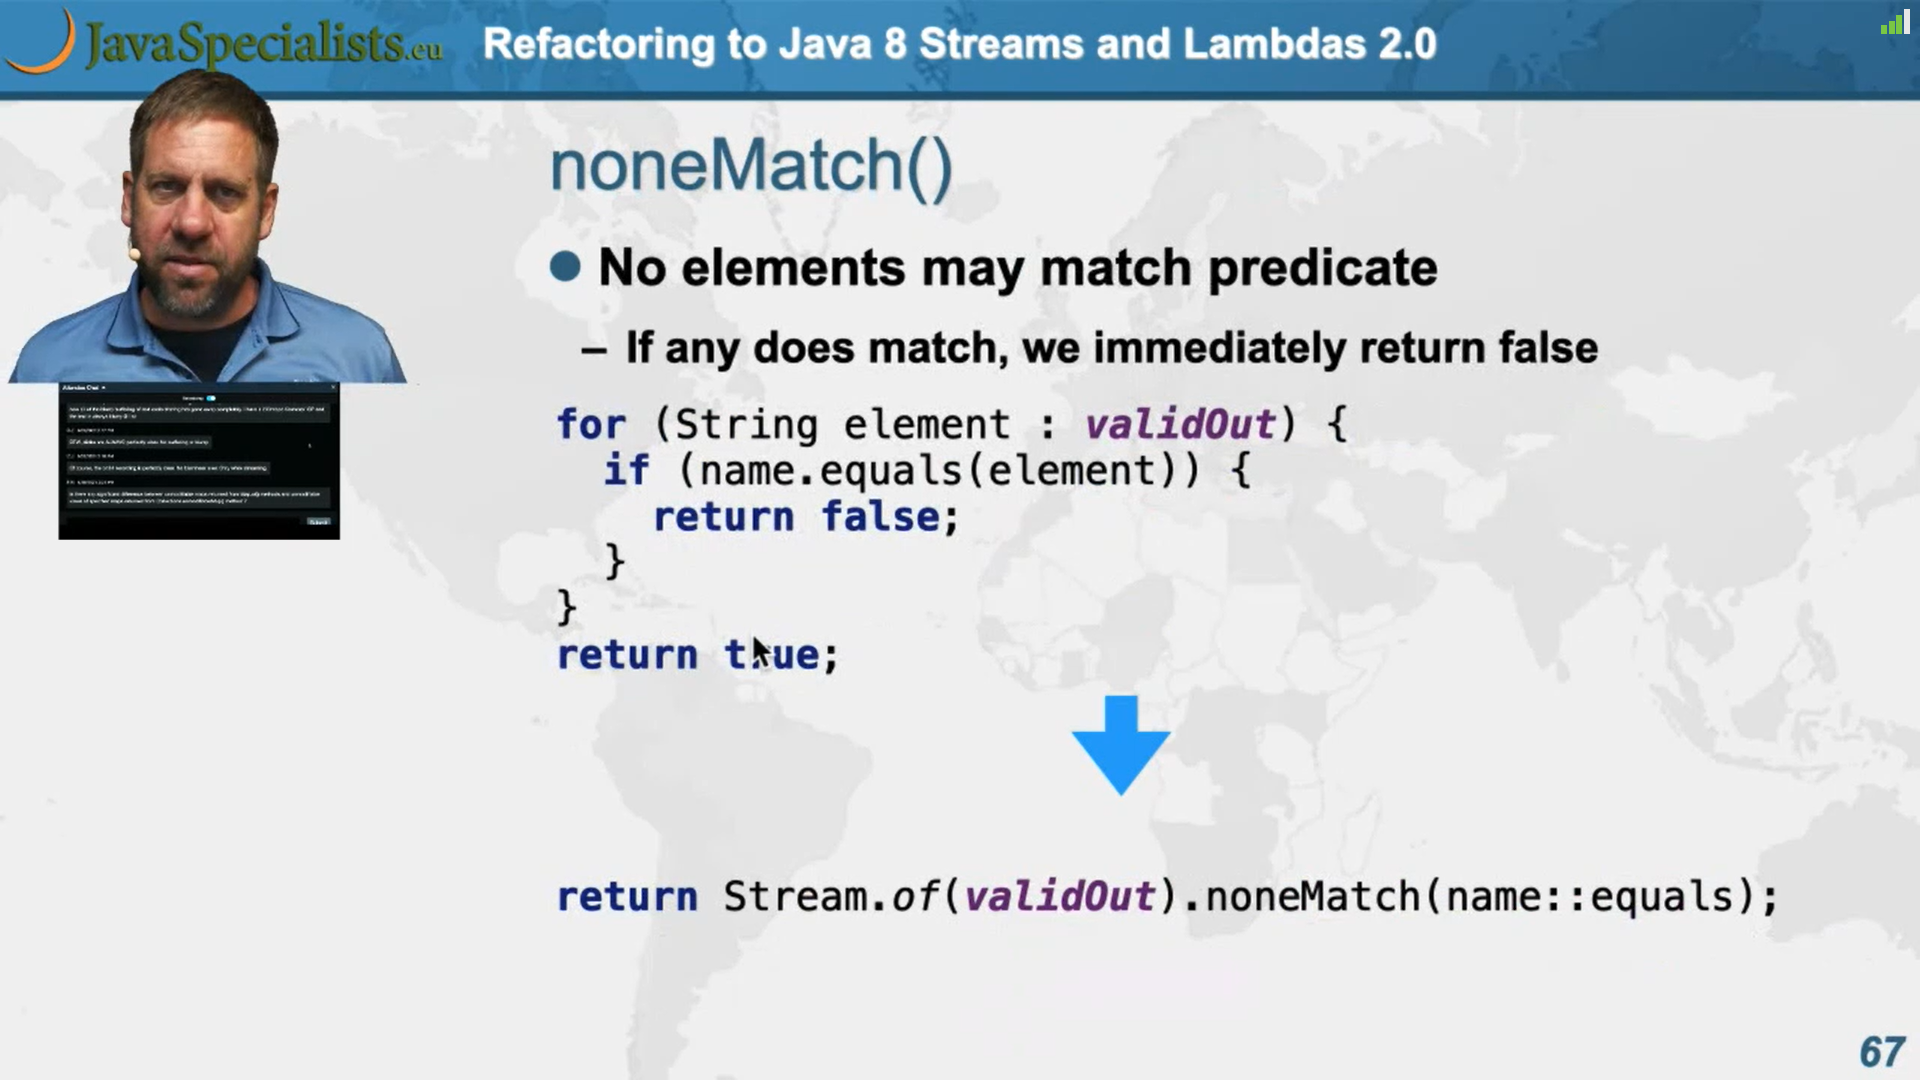 JavaSpecialists.eu
Refactoring to Java 8 Streams and Lambdas 2.0
noneMatch()
No elements may match predicate
– If any does match, we immediately return false
for (String element : validOut) {
if (name.equals(element)) {
return false;
}
}
return true;
return Stream.of(validOut).noneMatch(name::equals);
67